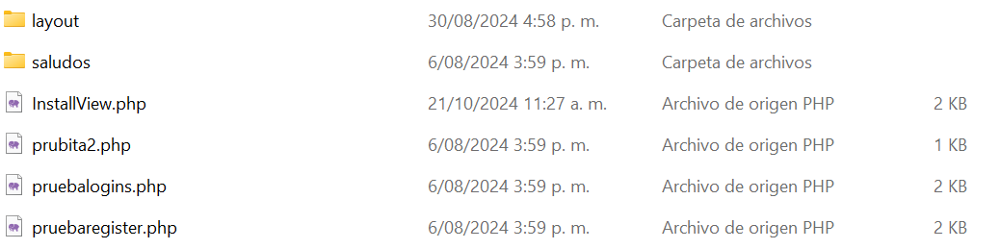 layout 30/08/2024 4:58 p. m. Carpeta de archivos
saludos 6/08/2024 3:59 p. m. Carpeta de archivos
InstallView.php 21/10/2024 11:27 a. m. Archivo de origen PHP 2 KB
prubita2.php 6/08/2024 3:59 p. m. Archivo de origen PHP 1 KB
pruebalogins.php 6/08/2024 3:59 p. m. Archivo de origen PHP 2 KB
pruebaregister.php 6/08/2024 3:59 p. m. Archivo de origen PHP 2 KB